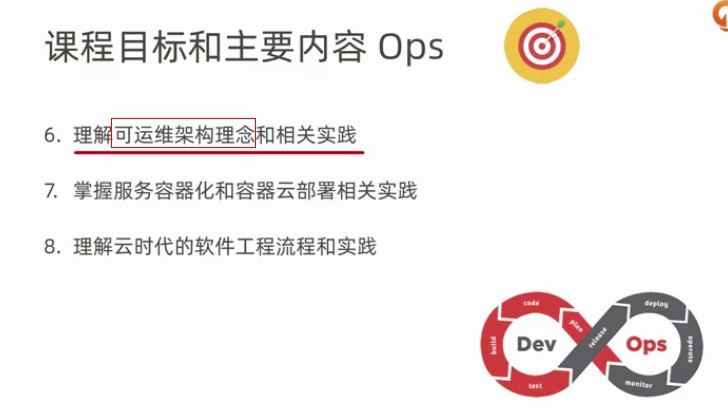 课程目标和主要内容 Ops
6. 理解可运维架构理念和相关实践
7. 掌握服务容器化和容器云部署相关实践
8. 理解云时代的软件工程流程和实践
code
deploy
plan
release
build
Dev
Ops
operate
test
monitor